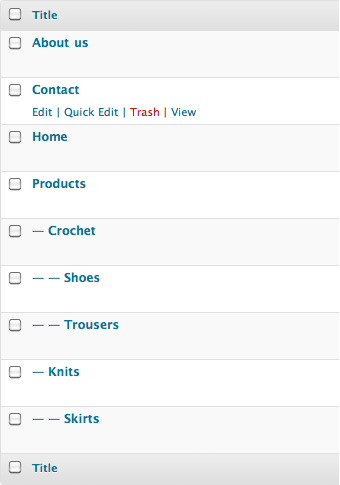 Title
About us
Contact
Edit | Quick Edit | Trash | View
Home
Products
— Crochet
— — Shoes
— — Trousers
— Knits
— — Skirts
Title